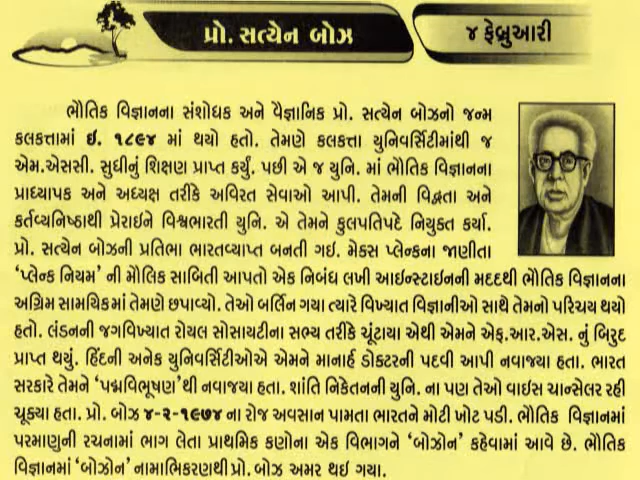 પ્રો. સત્યેન બોઝ
૪ ફેબ્રુઆરી
ભૌતિક વિજ્ઞાનના સંશોધક અને વૈજ્ઞાનિક પ્રો. સત્યેન બોઝનો જન્મ
કલકત્તામાં ઇ. ૧૮૯૪ માં થયો હતો. તેમણે કલકત્તા યુનિવર્સિટીમાંથી જ
એમ.એસસી. સુધીનું શિક્ષણ પ્રાપ્ત કર્યું. પછી એ જ યુનિ. માં ભૌતિક વિજ્ઞાનના
પ્રાધ્યાપક અને અધ્યક્ષ તરીકે અવિરત સેવાઓ આપી. તેમની વિદ્વતા અને
કર્તવ્યનિષ્ઠાથી પ્રેરાઇને વિશ્વભારતી યુનિ. એ તેમને કુલપતિપદે નિયુક્ત કર્યા.
પ્રો. સત્યેન બોઝની પ્રતિભા ભારતવ્યાપ્ત બનતી ગઇ. મેક્સ પ્લેન્કના જાણીતા
‘પ્લેન્ક નિયમ’ ની મૌલિક સાબિતી આપતો એક નિબંધ લખી આઇન્સ્ટાઇનની મદદથી ભૌતિક વિજ્ઞાનના
અગ્રિમ સામયિકમાં તેમણે છપાવ્યો. તેઓ બર્લિન ગયા ત્યારે વિખ્યાત વિજ્ઞાનીઓ સાથે તેમનો પરિચય થયો
હતો. લંડનની જગવિખ્યાત રોયલ સોસાયટીના સભ્ય તરીકે ચૂંટાયા એથી એમને એફ.આર.એસ. નું બિરુદ
પ્રાપ્ત થયું. હિંદની અનેક યુનિવર્સિટીઓએ એમને માનાર્હ ડોક્ટરની પદવી આપી નવાજ્યા હતા. ભારત
સરકારે તેમને ‘પદ્મવિભૂષણ’થી નવાજયા હતા. શાંતિ નિકેતનની યુનિ. ના પણ તેઓ વાઇસ ચાન્સેલર રહી
ચૂક્યા હતા. પ્રો. બોઝ ૪-૨-૧૯૭૪ ના રોજ અવસાન પામતા ભારતને મોટી ખોટ પડી. ભૌતિક વિજ્ઞાનમાં
પરમાણુની રચનામાં ભાગ લેતા પ્રાથમિક કણોના એક વિભાગને ‘બોઝોન’ કહેવામાં આવે છે. ભૌતિક
વિજ્ઞાનમાં ‘બોઝોન’ નામાભિકરણથી પ્રો. બોઝ અમર થઈ ગયા.